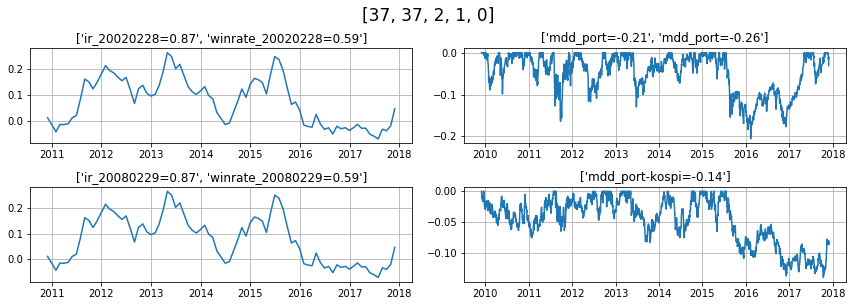 [37, 37, 2, 1, 0]
['ir_20020228=0.87', 'winrate_20020228=0.59']
0.2
0.1
0.0
2011 2012 2013 2014 2015 2016 2017 2018
['mdd_port=-0.21', 'mdd_port=-0.26']
0.0
−0.1
−0.2
2010 2011 2012 2013 2014 2015 2016 2017 2018
['ir_20080229=0.87', 'winrate_20080229=0.59']
0.2
0.1
0.0
2011 2012 2013 2014 2015 2016 2017 2018
['mdd_port-kospi=-0.14']
0.00
−0.05
−0.10
2010 2011 2012 2013 2014 2015 2016 2017 2018